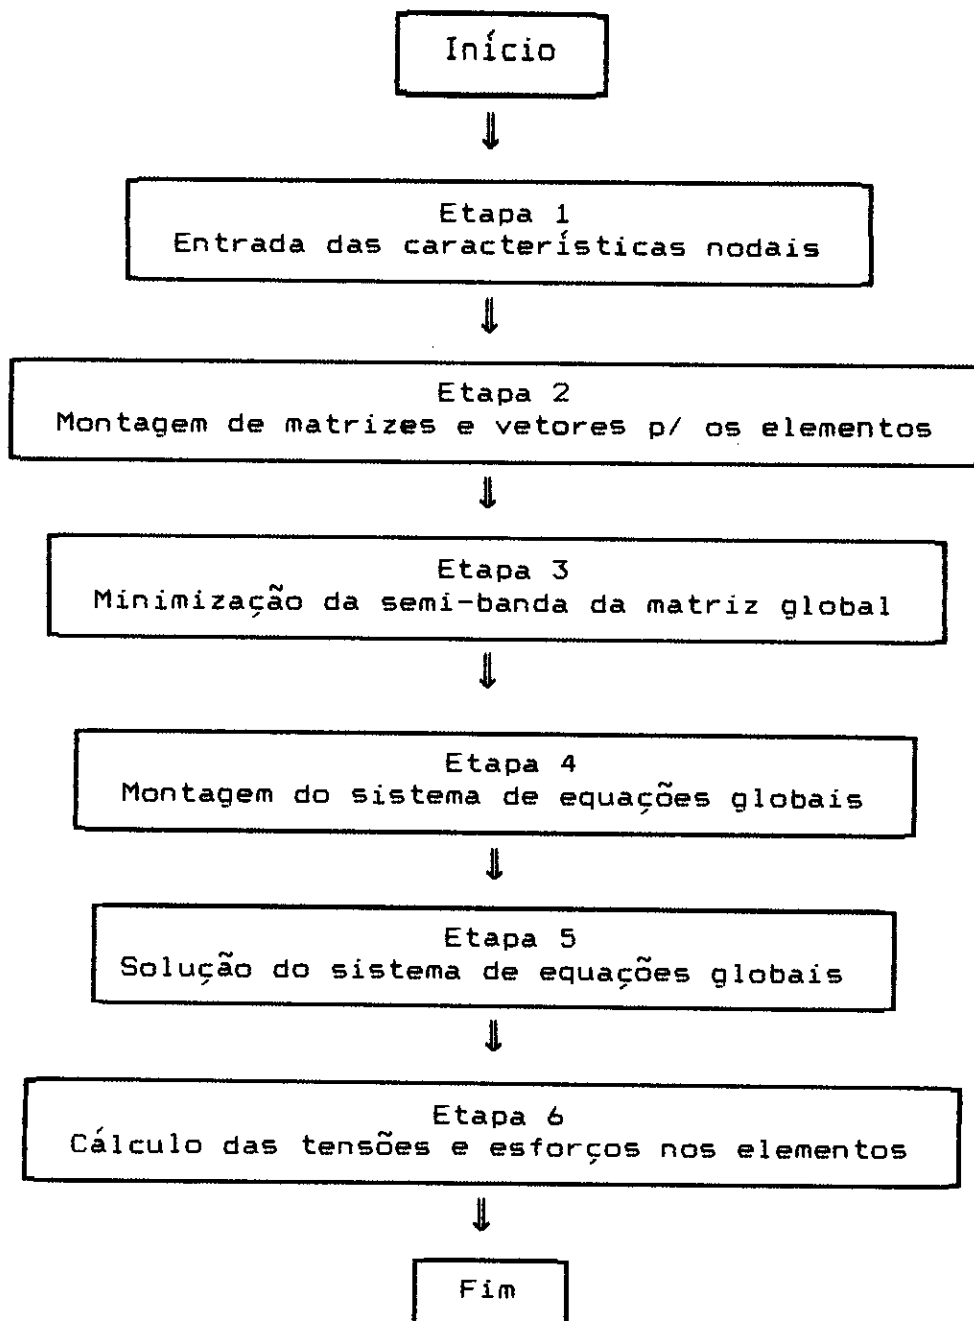 Início
⇓
Etapa 1
Entrada das características nodais
⇓
Etapa 2
Montagem de matrizes e vetores p/ os elementos
⇓
Etapa 3
Minimização da semi-banda da matriz global
⇓
Etapa 4
Montagem do sistema de equações globais
⇓
Etapa 5
Solução do sistema de equações globais
⇓
Etapa 6
Cálculo das tensões e esforços nos elementos
⇓
Fim